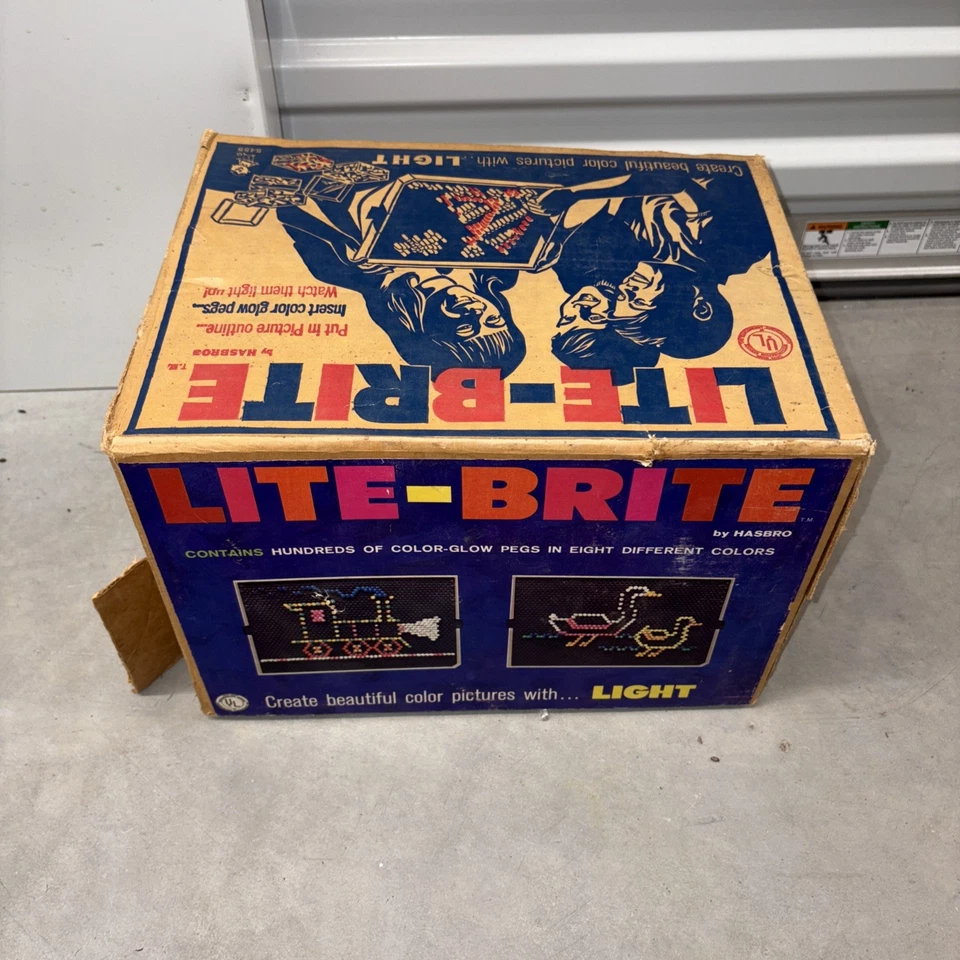 Create beautiful color pictures with... LIGHT
5455
Put In Picture outline...
Insert color glow pegs...
Watch them light up!
LITE-BRITE
T.M.
by HASBRO®
UL
LITE-BRITE
TM
by HASBRO
CONTAINS HUNDREDS OF COLOR-GLOW PEGS IN EIGHT DIFFERENT COLORS
Create beautiful color pictures with... LIGHT
UL